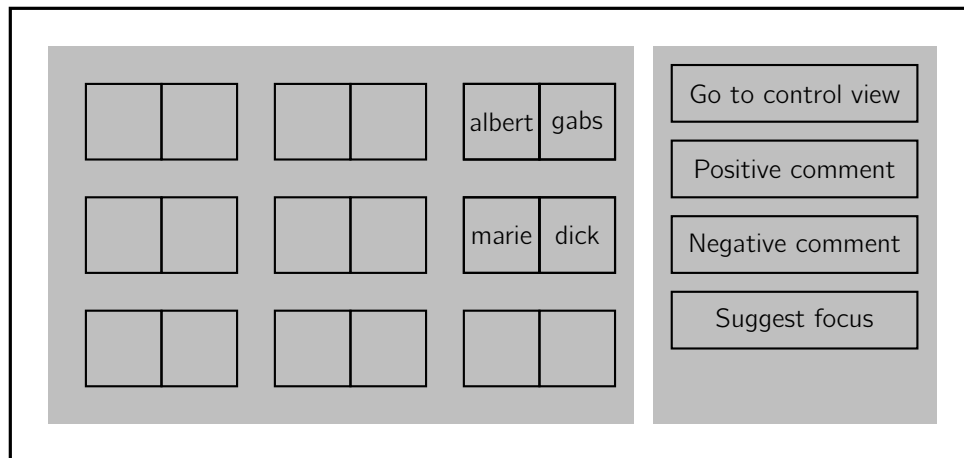 albert gabs
marie dick
Go to control view
Positive comment
Negative comment
Suggest focus